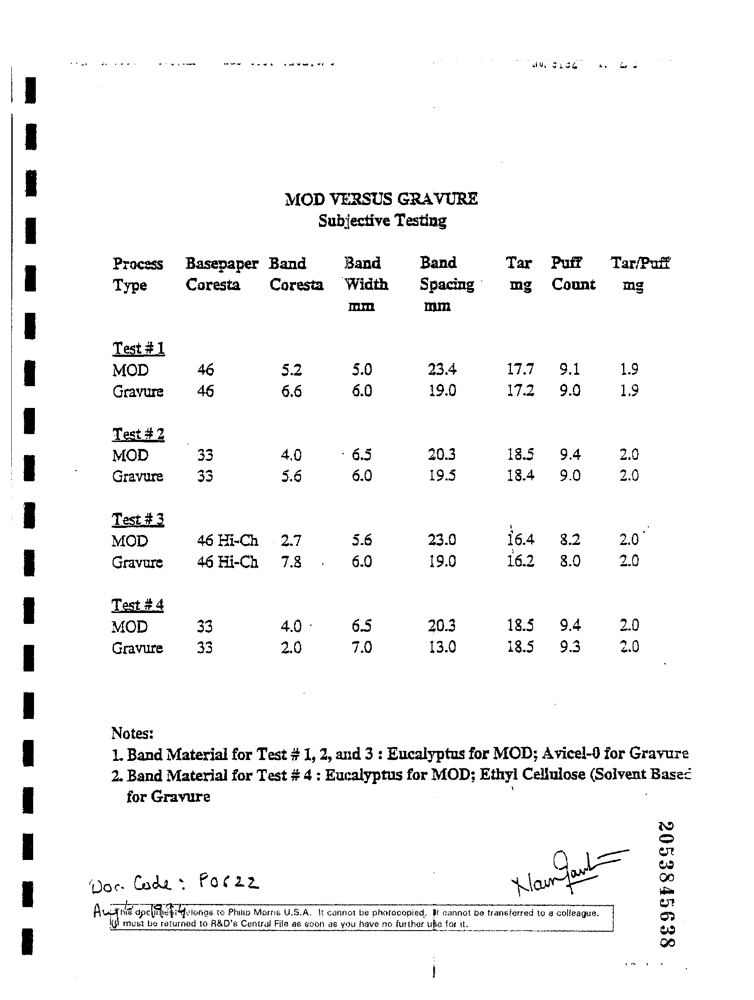 MOD VERSUS GRAVURE
Subjective Testing
Process Basepaper Band Band Band Tar Puff Tar/Puff
Type Coresta Coresta Width Spacing mg Count mg
mm mm
Test # 1
MOD 46 5.2 5.0 23.4 17.7 9.1 1.9
Gravure 46 6.6 6.0 19.0 17.2 9.0 1.9
Test # 2
MOD 33 4.0 6.5 20.3 18.5 9.4 2.0
Gravure 33 5.6 6.0 19.5 18.4 9.0 2.0
Test # 3
MOD 46 Hi-Ch 2.7 5.6 23.0 16.4 8.2 2.0
Gravure 46 Hi-Ch 7.8 6.0 19.0 16.2 8.0 2.0
Test # 4
MOD 33 4.0 6.5 20.3 18.5 9.4 2.0
Gravure 33 2.0 7.0 13.0 18.5 9.3 2.0
Notes:
1. Band Material for Test # 1, 2, and 3 : Eucalyptus for MOD; Avicel-0 for Gravure
2. Band Material for Test # 4 : Eucalyptus for MOD; Ethyl Cellulose (Solvent Based
for Gravure
Doc. Code : P0622
This document belongs to Philip Morris U.S.A. It cannot be photocopied. It cannot be transferred to a colleague.
It must be returned to R&D's Central File as soon as you have no further use for it.
2053845638